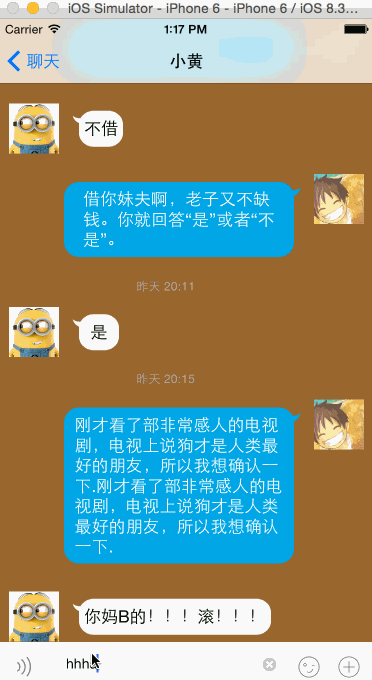 iOS Simulator - iPhone 6 - iPhone 6 / iOS 8.3...
Carrier 1:17 PM
聊天 小黄
不借
借你妹夫啊，老子又不缺
钱。你就回答“是”或者“不
是”。
昨天 20:11
是
昨天 20:15
刚才看了部非常感人的电视
剧，电视上说狗才是人类最
好的朋友，所以我想确认一
下.刚才看了部非常感人的电
视剧，电视上说狗才是人类
最好的朋友，所以我想确认
一下.
你妈B的！！！滚！！！